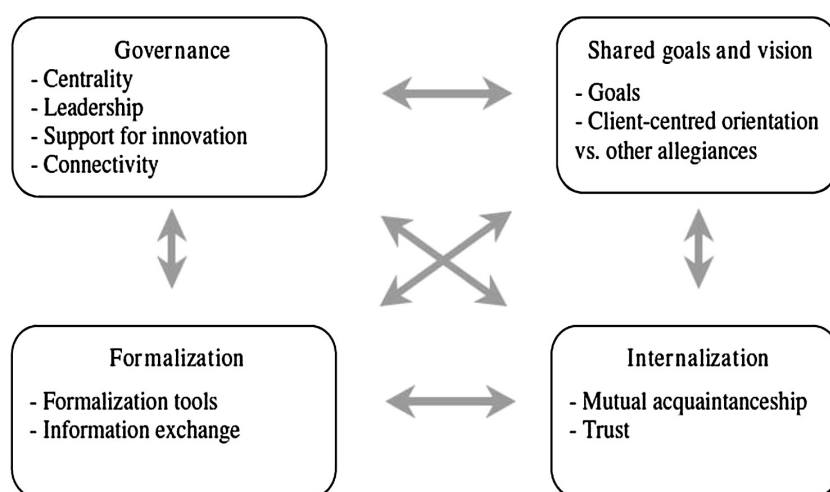 Governance
- Centrality
- Leadership
- Support for innovation
- Connectivity
Shared goals and vision
- Goals
- Client-centred orientation
vs. other allegiances
Formalization
- Formalization tools
- Information exchange
Internalization
- Mutual acquaintanceship
- Trust